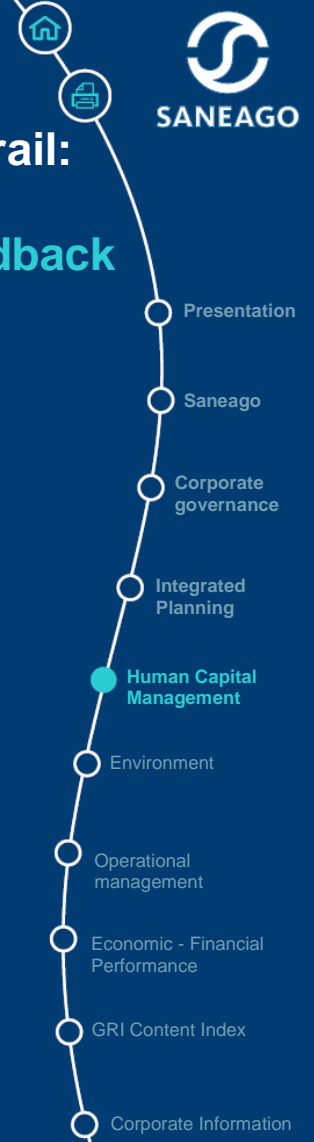 SANEAGO
rail:
dback
Presentation
Saneago
Corporate
governance
Integrated
Planning
Human Capital
Management
Environment
Operational
management
Economic - Financial
Performance
GRI Content Index
Corporate Information